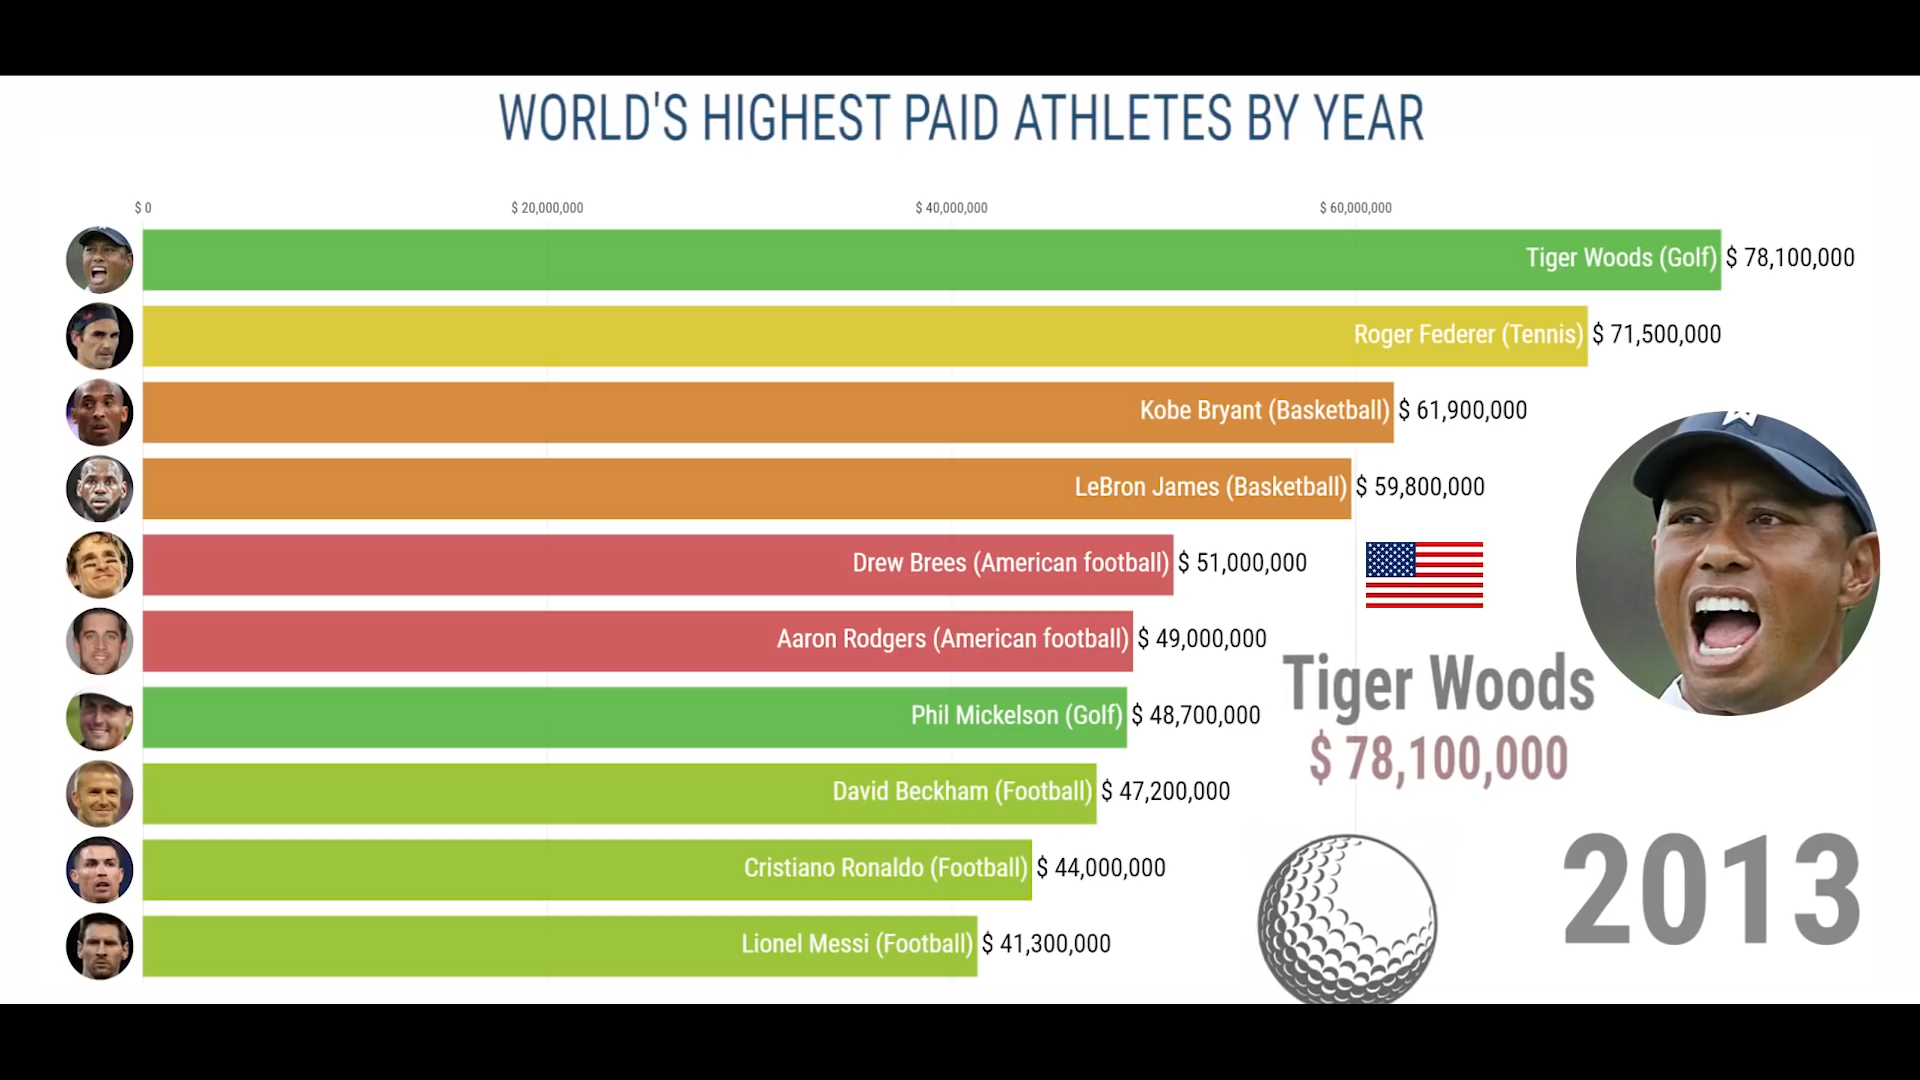 WORLD'S HIGHEST PAID ATHLETES BY YEAR
$ 0 $ 20,000,000 $ 40,000,000 $ 60,000,000
Tiger Woods (Golf) $ 78,100,000
Roger Federer (Tennis) $ 71,500,000
Kobe Bryant (Basketball) $ 61,900,000
LeBron James (Basketball) $ 59,800,000
Drew Brees (American football) $ 51,000,000
Aaron Rodgers (American football) $ 49,000,000
Phil Mickelson (Golf) $ 48,700,000
David Beckham (Football) $ 47,200,000
Cristiano Ronaldo (Football) $ 44,000,000
Lionel Messi (Football) $ 41,300,000
Tiger Woods
$ 78,100,000
2013